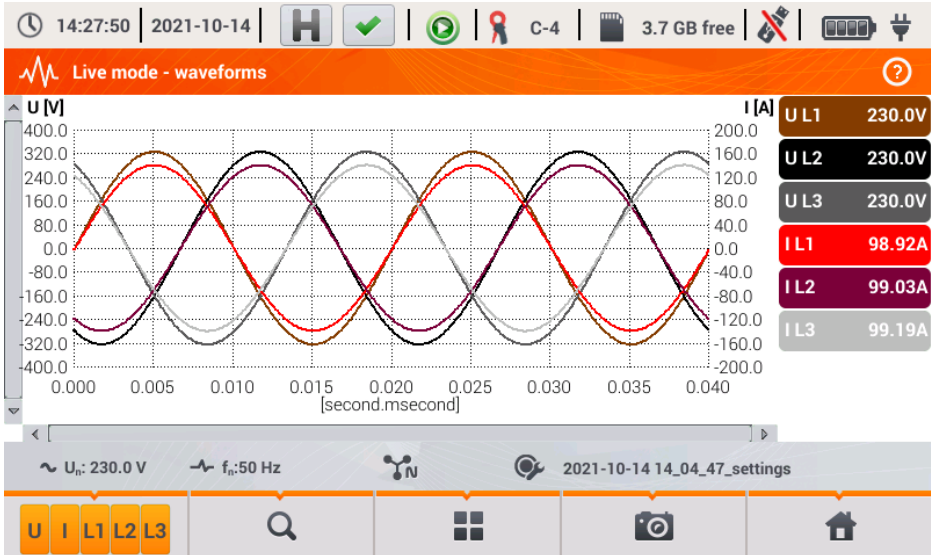 14:27:50 2021-10-14 H C-4 3.7 GB free
Live mode - waveforms ?
U [V] I [A]
400.0 200.0
320.0 160.0
240.0 120.0
160.0 80.0
80.0 40.0
0.0 0.0
-80.0 -40.0
-160.0 -80.0
-240.0 -120.0
-320.0 -160.0
-400.0 -200.0
0.000 0.005 0.010 0.015 0.020 0.025 0.030 0.035 0.040
[second.msecond]
U L1 230.0V
U L2 230.0V
U L3 230.0V
I L1 98.92A
I L2 99.03A
I L3 99.19A
Un: 230.0 V fn:50 Hz N 2021-10-14 14_04_47_settings
U I L1 L2 L3